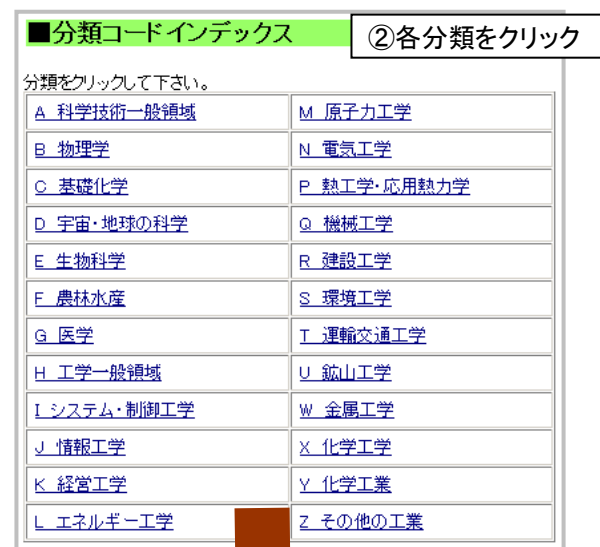 ■分類コードインデックス
②各分類をクリック
分類をクリックして下さい。
A 科学技術一般領域
M 原子力工学
B 物理学
N 電気工学
C 基礎化学
P 熱工学・応用熱力学
D 宇宙・地球の科学
Q 機械工学
E 生物科学
R 建設工学
F 農林水産
S 環境工学
G 医学
T 運輸交通工学
H 工学一般領域
U 鉱山工学
I システム・制御工学
W 金属工学
J 情報工学
X 化学工学
K 経営工学
Y 化学工業
L エネルギー工学
Z その他の工業